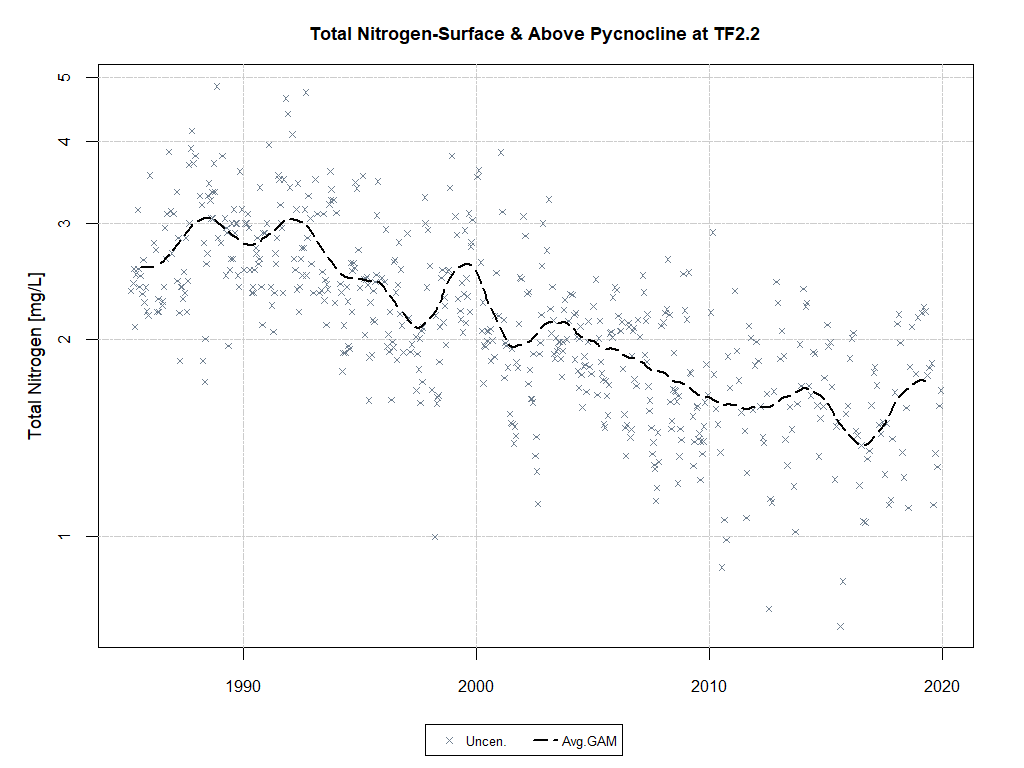 Total Nitrogen-Surface & Above Pycnocline at TF2.2
Total Nitrogen [mg/L]
5
4
3
2
1
1990 2000 2010 2020
Uncen. Avg.GAM